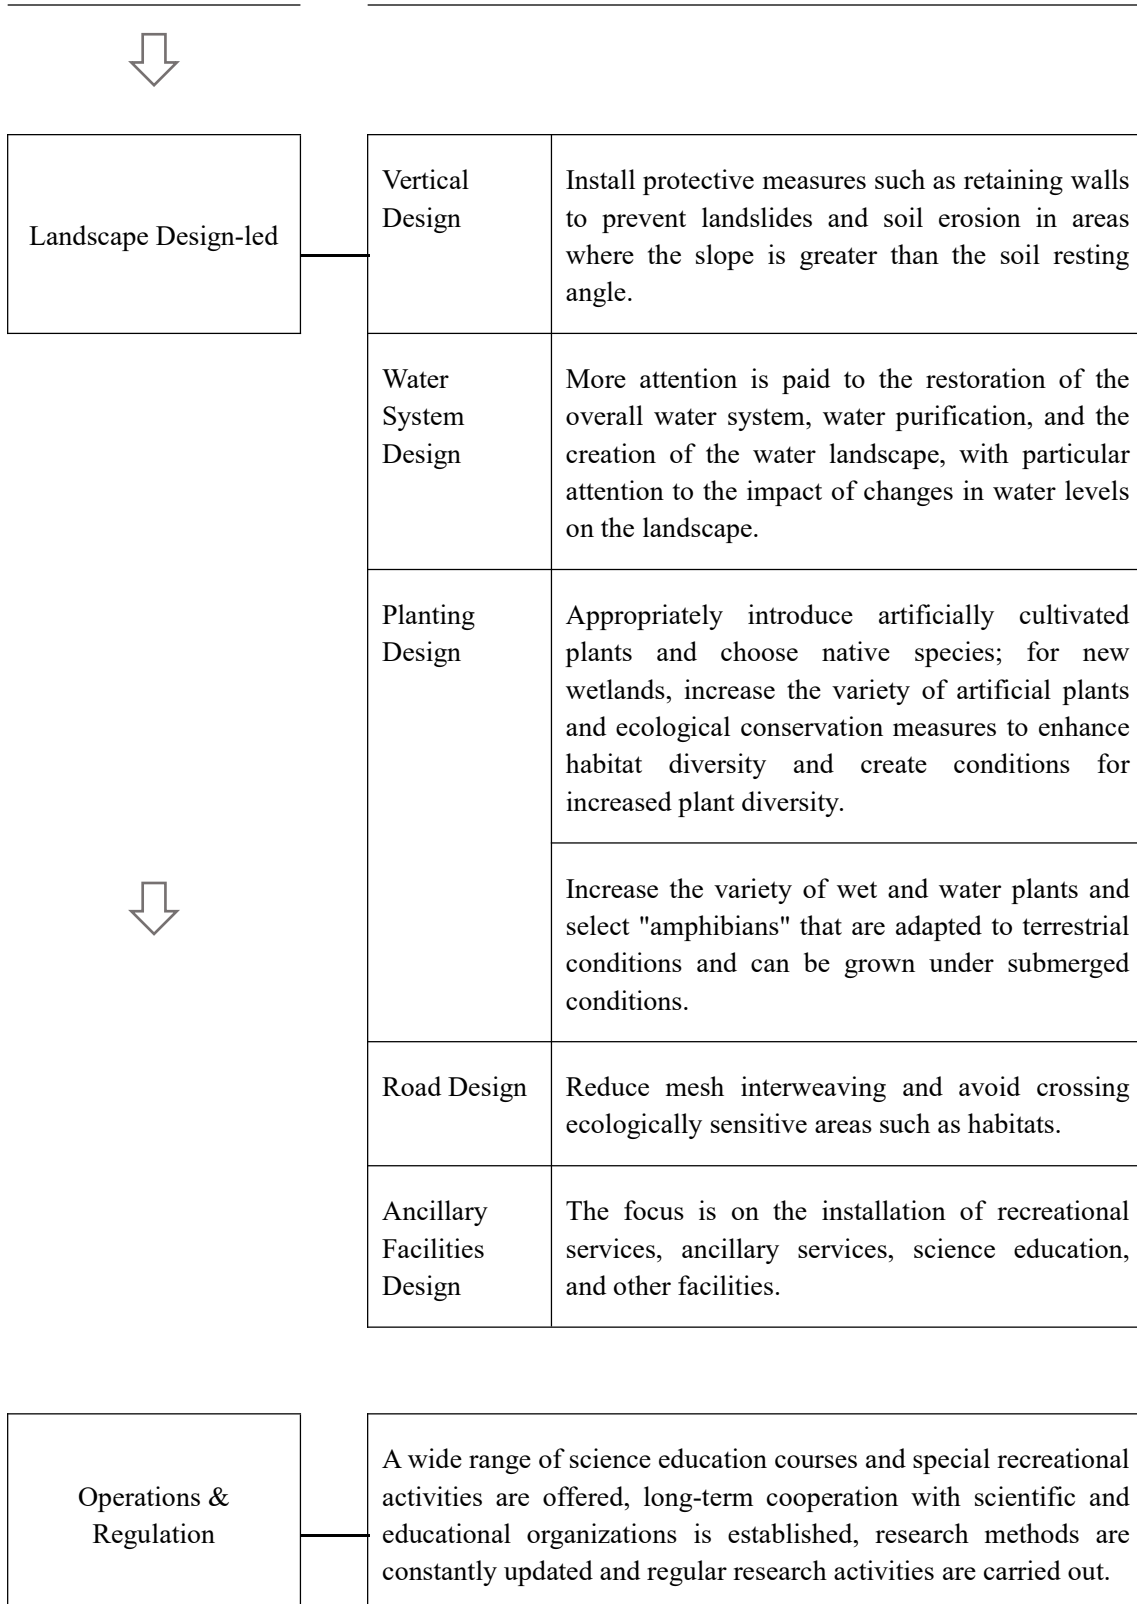 Landscape Design-led
Vertical
Design
Install protective measures such as retaining walls
to prevent landslides and soil erosion in areas
where the slope is greater than the soil resting
angle.
Water
System
Design
More attention is paid to the restoration of the
overall water system, water purification, and the
creation of the water landscape, with particular
attention to the impact of changes in water levels
on the landscape.
Planting
Design
Appropriately introduce artificially cultivated
plants and choose native species; for new
wetlands, increase the variety of artificial plants
and ecological conservation measures to enhance
habitat diversity and create conditions for
increased plant diversity.
Increase the variety of wet and water plants and
select "amphibians" that are adapted to terrestrial
conditions and can be grown under submerged
conditions.
Road Design
Reduce mesh interweaving and avoid crossing
ecologically sensitive areas such as habitats.
Ancillary
Facilities
Design
The focus is on the installation of recreational
services, ancillary services, science education,
and other facilities.
Operations &
Regulation
A wide range of science education courses and special recreational
activities are offered, long-term cooperation with scientific and
educational organizations is established, research methods are
constantly updated and regular research activities are carried out.